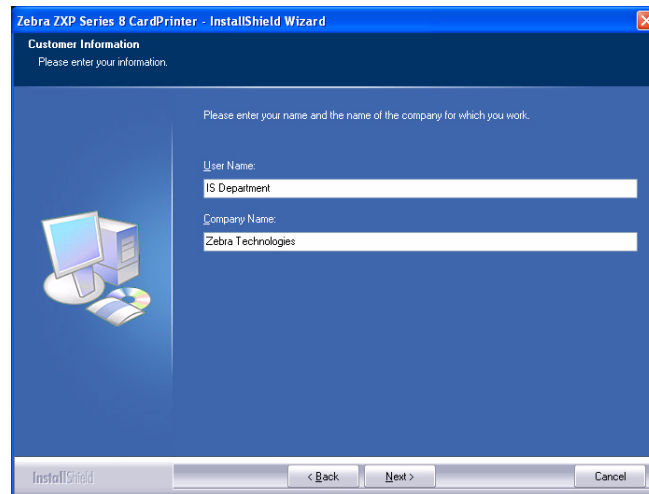 Zebra ZXP Series 8 CardPrinter - InstallShield Wizard
Customer Information
Please enter your information.
Please enter your name and the name of the company for which you work.
User Name:
IS Department
Company Name:
Zebra Technologies
InstallShield
< Back Next > Cancel